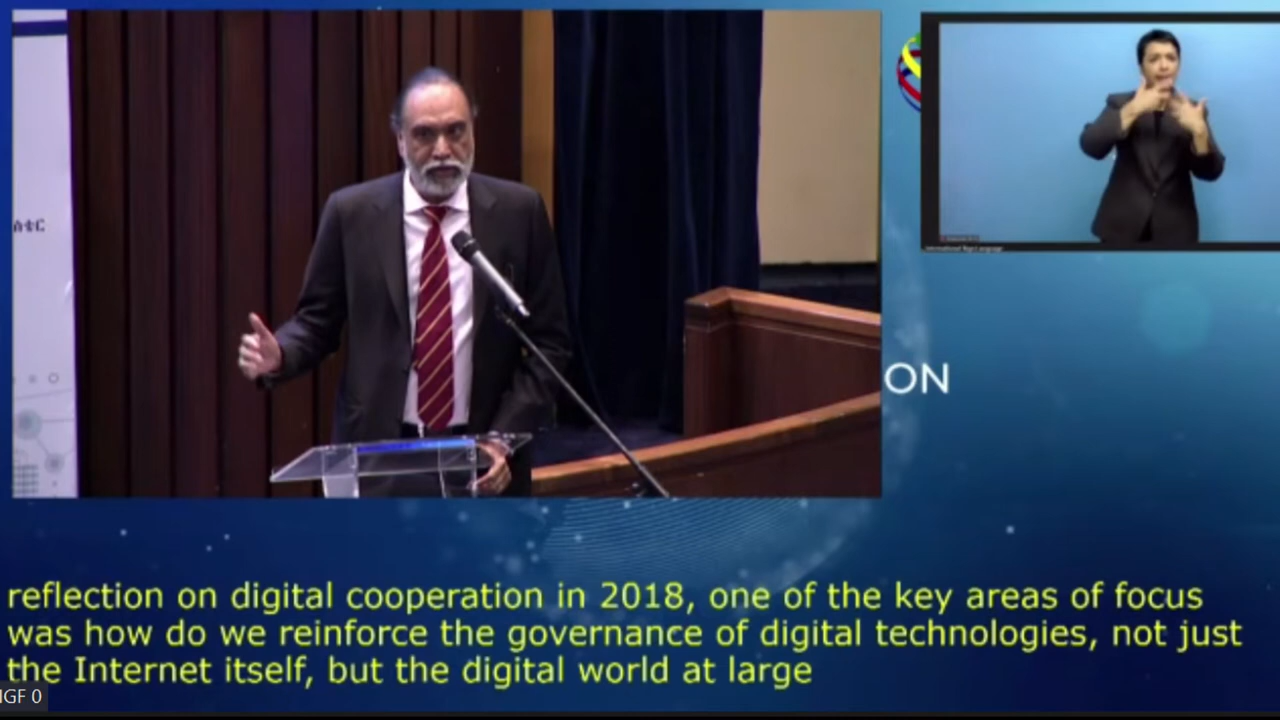 ስቴር
ON
reflection on digital cooperation in 2018, one of the key areas of focus
was how do we reinforce the governance of digital technologies, not just
the Internet itself, but the digital world at large
IGF 0